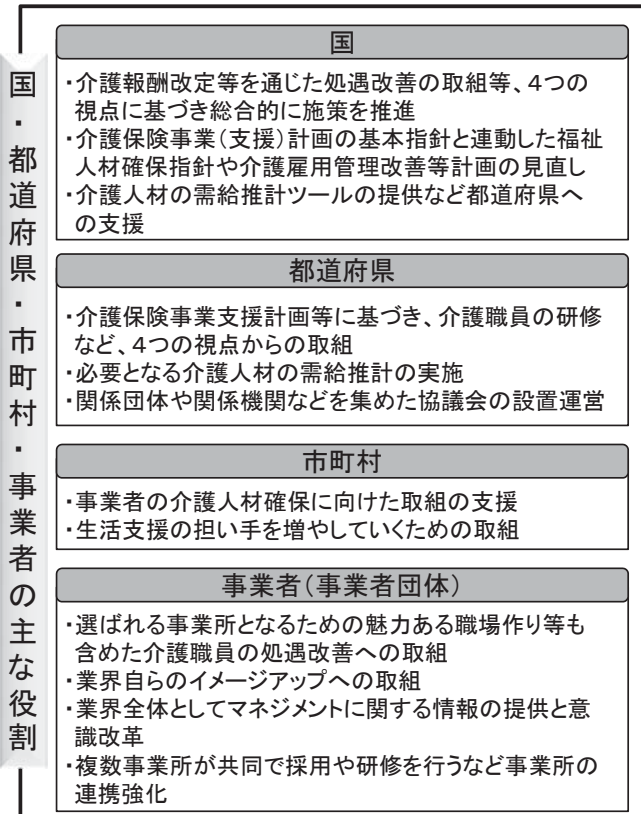 国・都道府県・市町村・事業者の主な役割
国
・介護報酬改定等を通じた処遇改善の取組等、４つの
視点に基づき総合的に施策を推進
・介護保険事業（支援）計画の基本指針と連動した福祉
人材確保指針や介護雇用管理改善等計画の見直し
・介護人材の需給推計ツールの提供など都道府県へ
の支援
都道府県
・介護保険事業支援計画等に基づき、介護職員の研修
など、４つの視点からの取組
・必要となる介護人材の需給推計の実施
・関係団体や関係機関などを集めた協議会の設置運営
市町村
・事業者の介護人材確保に向けた取組の支援
・生活支援の担い手を増やしていくための取組
事業者（事業者団体）
・選ばれる事業所となるための魅力ある職場作り等も
含めた介護職員の処遇改善への取組
・業界自らのイメージアップへの取組
・業界全体としてマネジメントに関する情報の提供と意
識改革
・複数事業所が共同で採用や研修を行うなど事業所の
連携強化